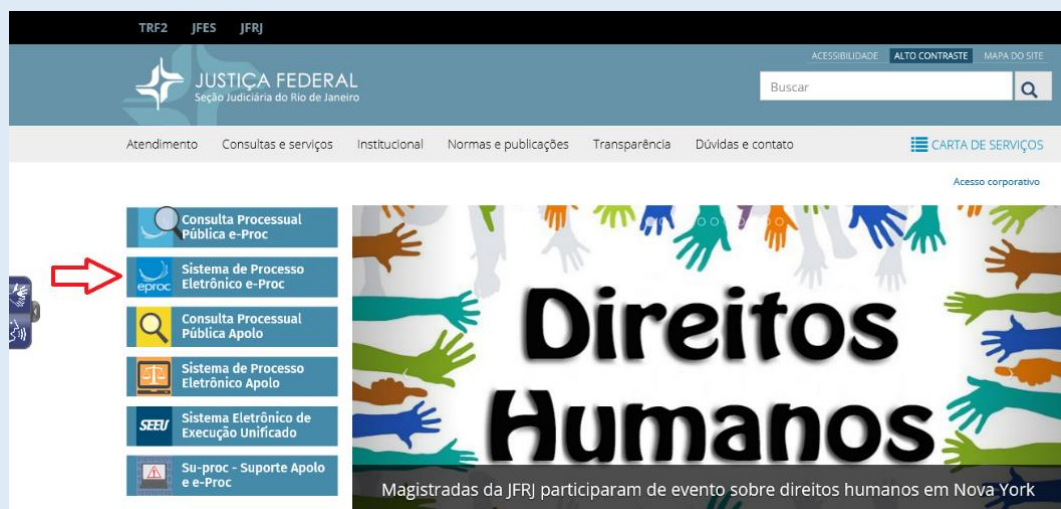 TRF2 JFES JFRJ
ACESSIBILIDADE ALTO CONTRASTE MAPA DO SITE
JUSTIÇA FEDERAL
Seção Judiciária do Rio de Janeiro
Buscar
Atendimento Consultas e serviços Institucional Normas e publicações Transparência Dúvidas e contato CARTA DE SERVIÇOS
Acesso corporativo
Consulta Processual
Pública e-Proc
eproc
Sistema de Processo
Eletrônico e-Proc
Consulta Processual
Pública Apolo
Sistema de Processo
Eletrônico Apolo
SEEU
Sistema Eletrônico de
Execução Unificado
Su-proc - Suporte Apolo
e e-Proc
Direitos
Humanos
Magistradas da JFRJ participaram de evento sobre direitos humanos em Nova York